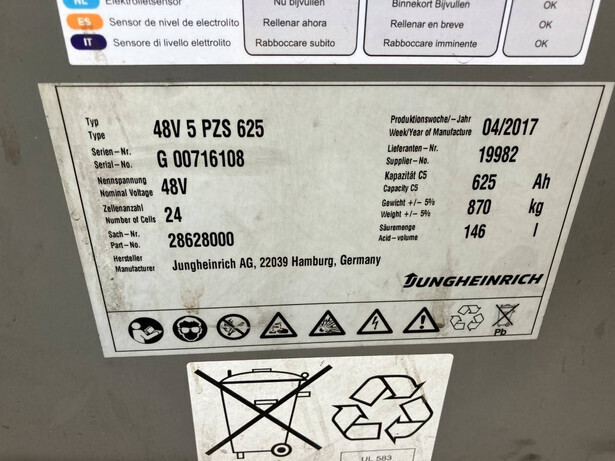 NL Elektrolietsensor Nu bijvullen Binnekort Bijvullen OK
ES Sensor de nivel de electrolito Rellenar ahora Rellenar en breve OK
IT Sensore di livello elettrolito Rabboccare subito Rabboccare imminente OK
Typ
Type 48V 5 PZS 625
Serien-Nr.
Serial-No. G 00716108
Nennspannung
Nominal Voltage 48V
Zellenanzahl
Number of Cells 24
Sach-Nr.
Part-No. 28628000
Hersteller
Manufacturer Jungheinrich AG, 22039 Hamburg, Germany
Produktionswoche/-Jahr
Week/Year of Manufacture 04/2017
Lieferanten-Nr.
Supplier-No. 19982
Kapazität C5
Capacity C5 625 Ah
Gewicht +/- 5%
Weight +/- 5% 870 kg
Säuremenge
Acid-volume 146 l
JUNGHEINRICH
Pb
UL 583